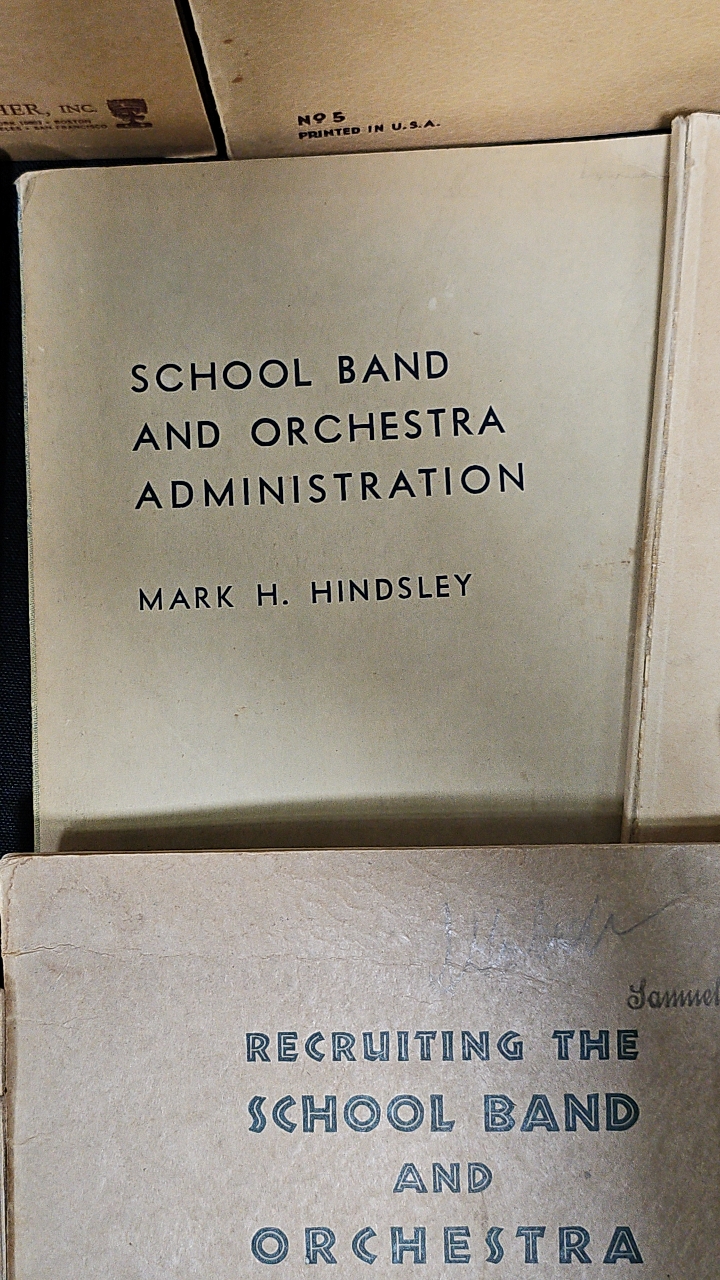 HER, INC.
Nº 5
PRINTED IN U.S.A.
SCHOOL BAND
AND ORCHESTRA
ADMINISTRATION
MARK H. HINDSLEY
Samuel
RECRUITING THE
SCHOOL BAND
AND
ORCHESTRA